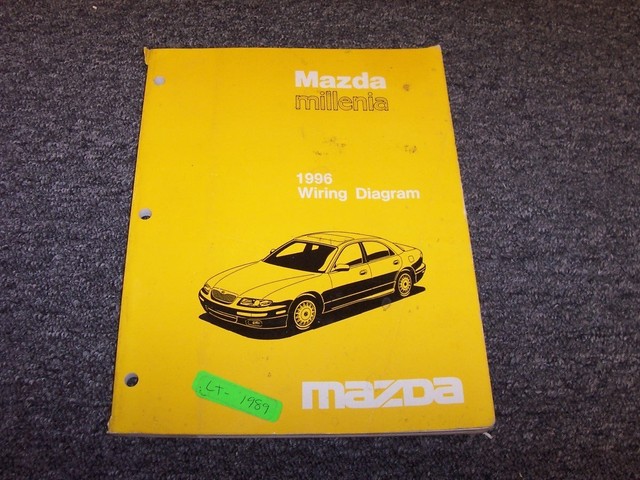 Mazda
millenia
1996
Wiring Diagram
LT- 1989
mazda